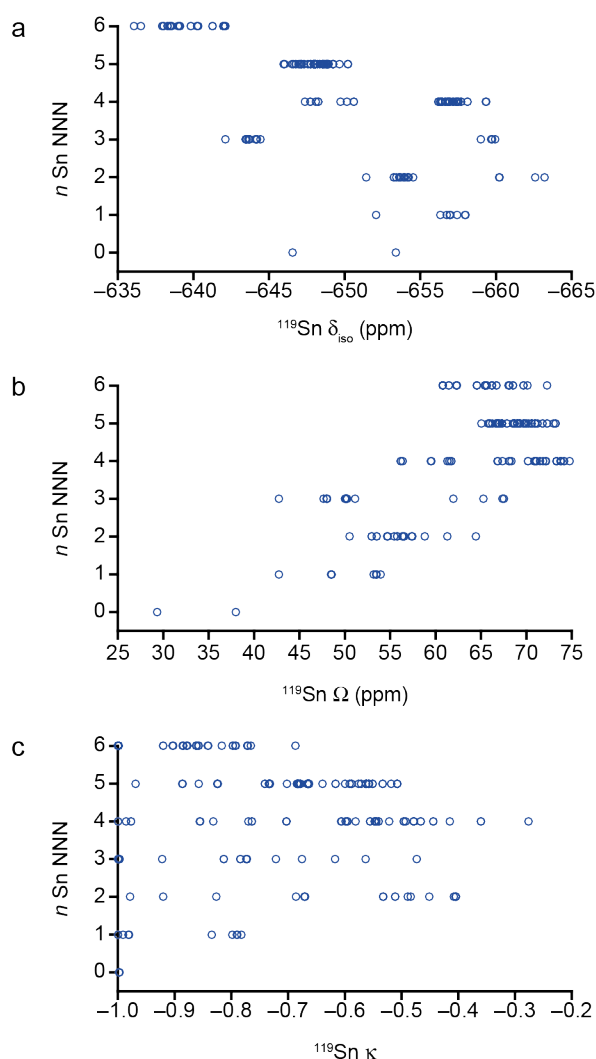 a
n Sn NNN
6
5
4
3
2
1
0
–635 –640 –645 –650 –655 –660 –665
¹¹⁹Sn δiso (ppm)
b
n Sn NNN
6
5
4
3
2
1
0
25 30 35 40 45 50 55 60 65 70 75
¹¹⁹Sn Ω (ppm)
c
n Sn NNN
6
5
4
3
2
1
0
–1.0 –0.9 –0.8 –0.7 –0.6 –0.5 –0.4 –0.3 –0.2
¹¹⁹Sn κ